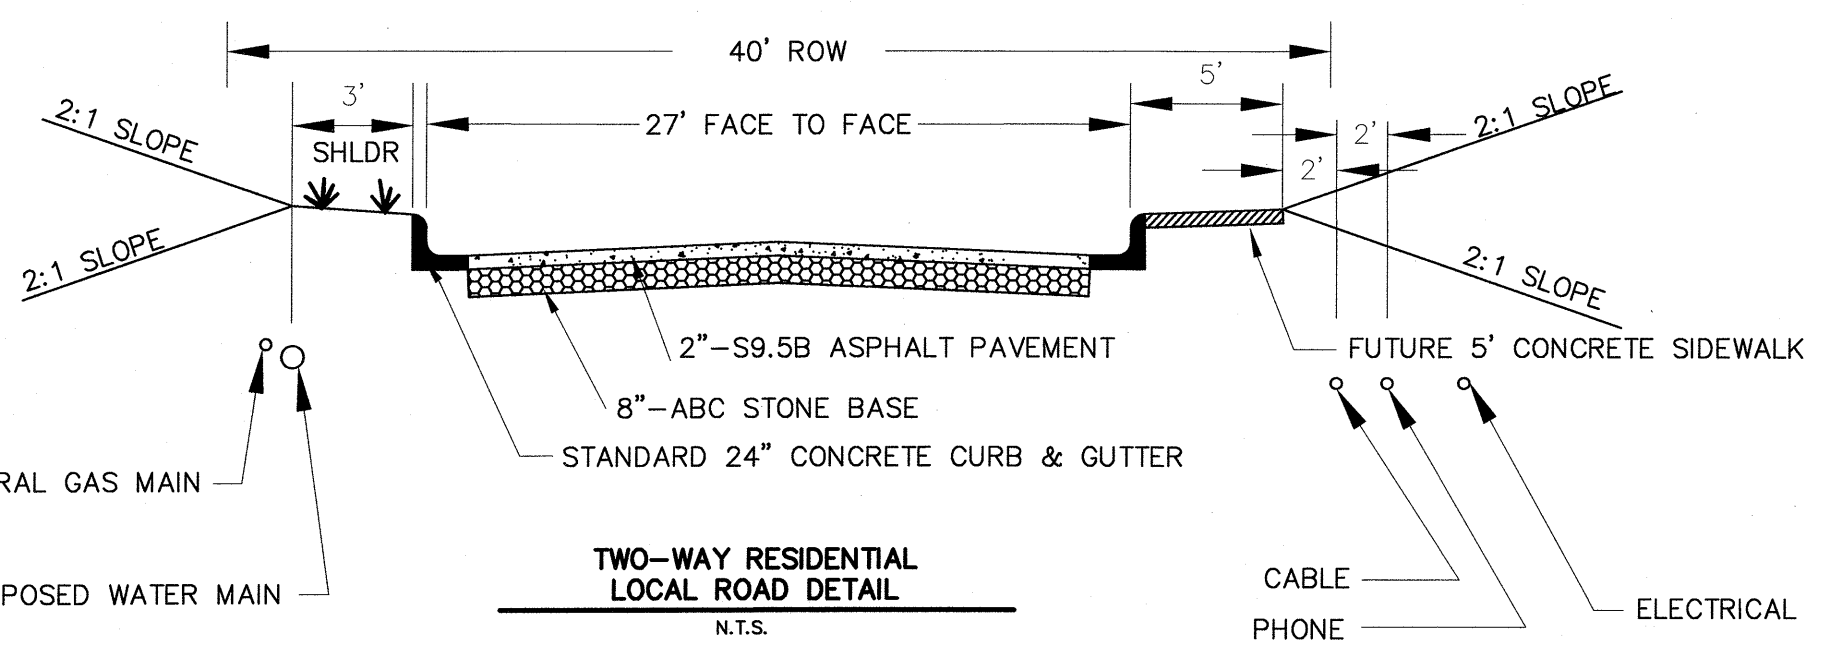 40' ROW
5'
3'
27' FACE TO FACE
2:1 SLOPE
2:1 SLOPE
2'
SHLDR
2'
2:1 SLOPE
2:1 SLOPE
2"-S9.5B ASPHALT PAVEMENT
FUTURE 5' CONCRETE SIDEWALK
8"-ABC STONE BASE
STANDARD 24" CONCRETE CURB & GUTTER
RAL GAS MAIN
TWO-WAY RESIDENTIAL
LOCAL ROAD DETAIL
N.T.S.
POSED WATER MAIN
CABLE
PHONE
ELECTRICAL